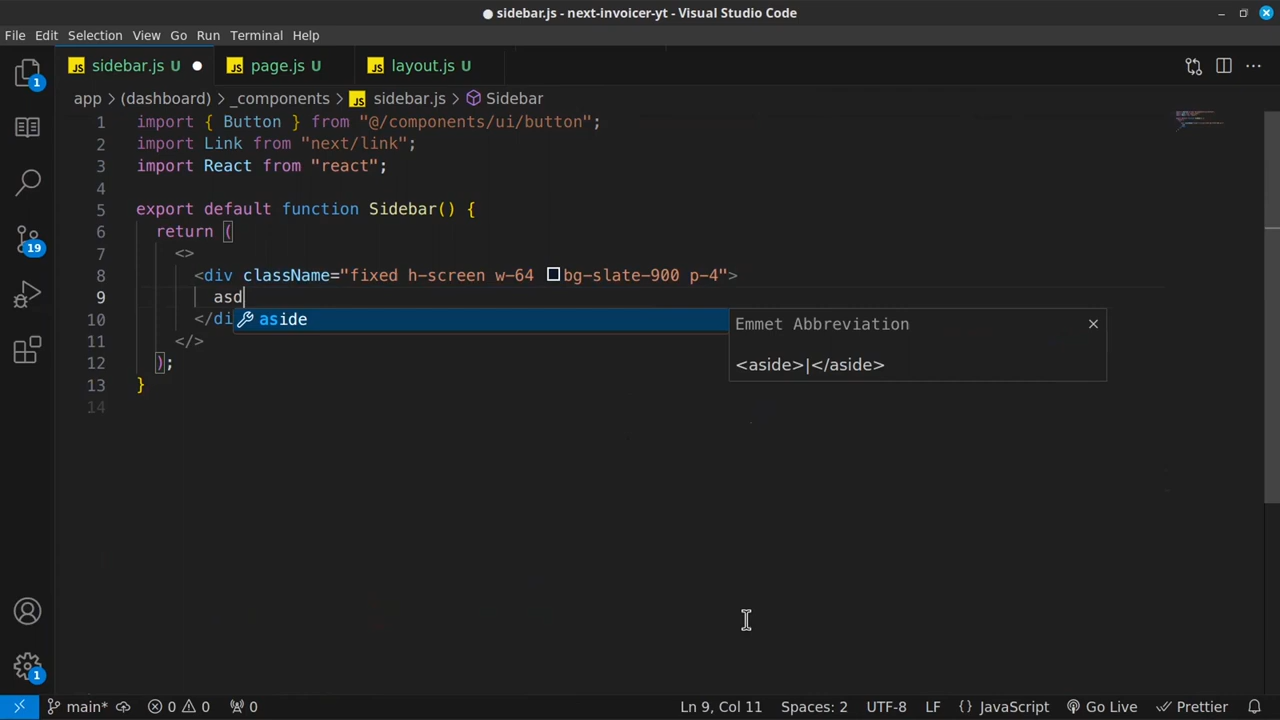 sidebar.js - next-invoicer-yt - Visual Studio Code
File Edit Selection View Go Run Terminal Help
JS sidebar.js U JS page.js U JS layout.js U
app > (dashboard) > _components > JS sidebar.js > Sidebar
1 import { Button } from "@/components/ui/button";
2 import Link from "next/link";
3 import React from "react";
4
5 export default function Sidebar() {
6 return (
7 <>
8 <div className="fixed h-screen w-64 bg-slate-900 p-4">
9 asd
10 </di
aside
Emmet Abbreviation
<aside>|</aside>
11 </>
12 );
13 }
14
1
19
1
main* 0 0 0 Ln 9, Col 11 Spaces: 2 UTF-8 LF {} JavaScript Go Live Prettier